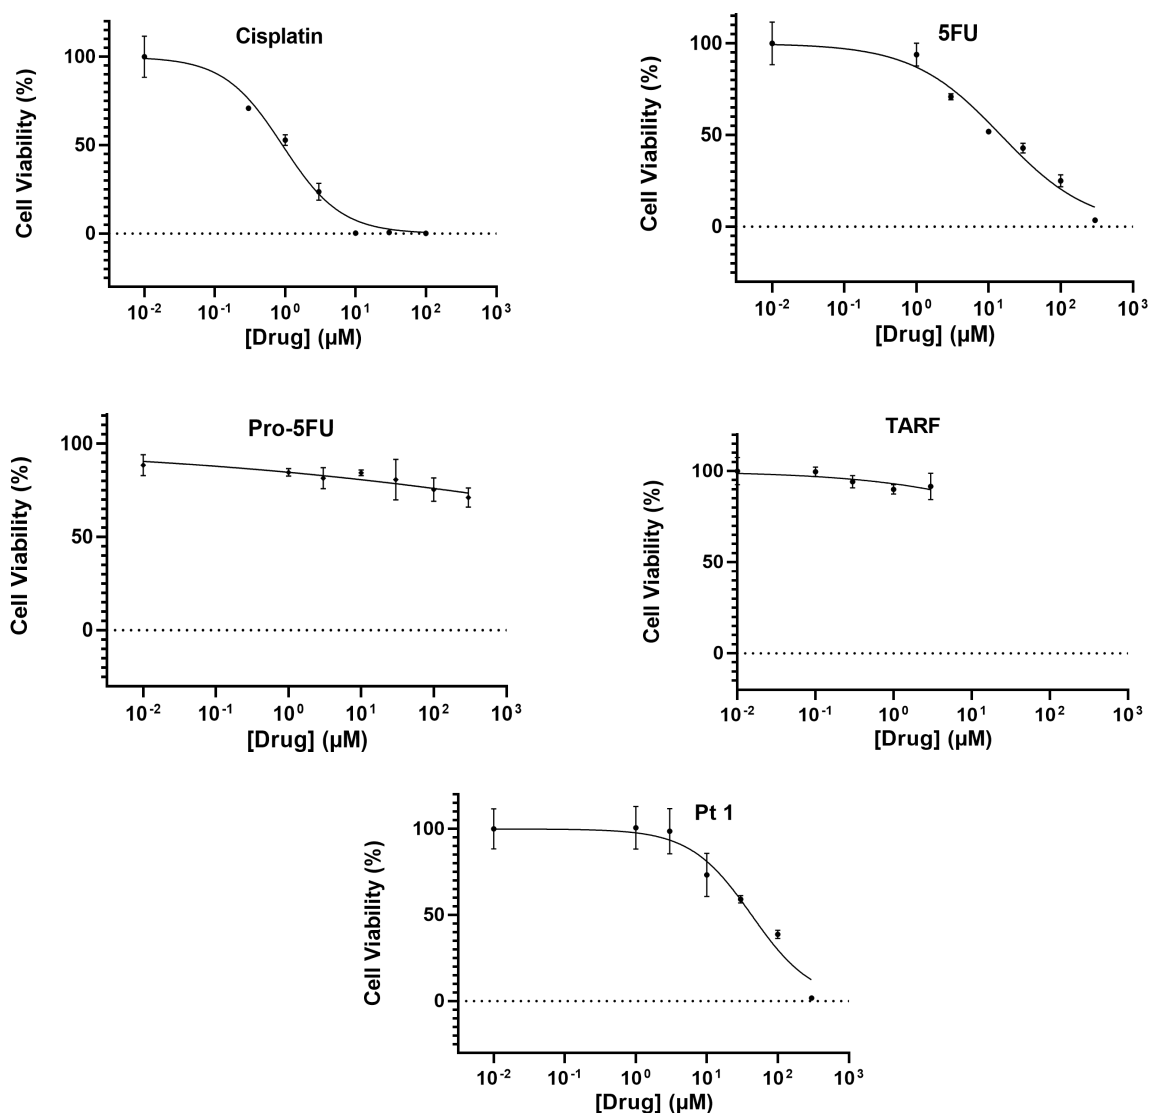 Cisplatin
Cell Viability (%)
100
50
0
10⁻² 10⁻¹ 10⁰ 10¹ 10² 10³
[Drug] (μM)
5FU
Cell Viability (%)
100
50
0
10⁻² 10⁻¹ 10⁰ 10¹ 10² 10³
[Drug] (μM)
Pro-5FU
Cell Viability (%)
100
50
0
10⁻² 10⁻¹ 10⁰ 10¹ 10² 10³
[Drug] (μM)
TARF
Cell Viability (%)
100
50
0
10⁻² 10⁻¹ 10⁰ 10¹ 10² 10³
[Drug] (μM)
Pt 1
Cell Viability (%)
100
50
0
10⁻² 10⁻¹ 10⁰ 10¹ 10² 10³
[Drug] (μM)